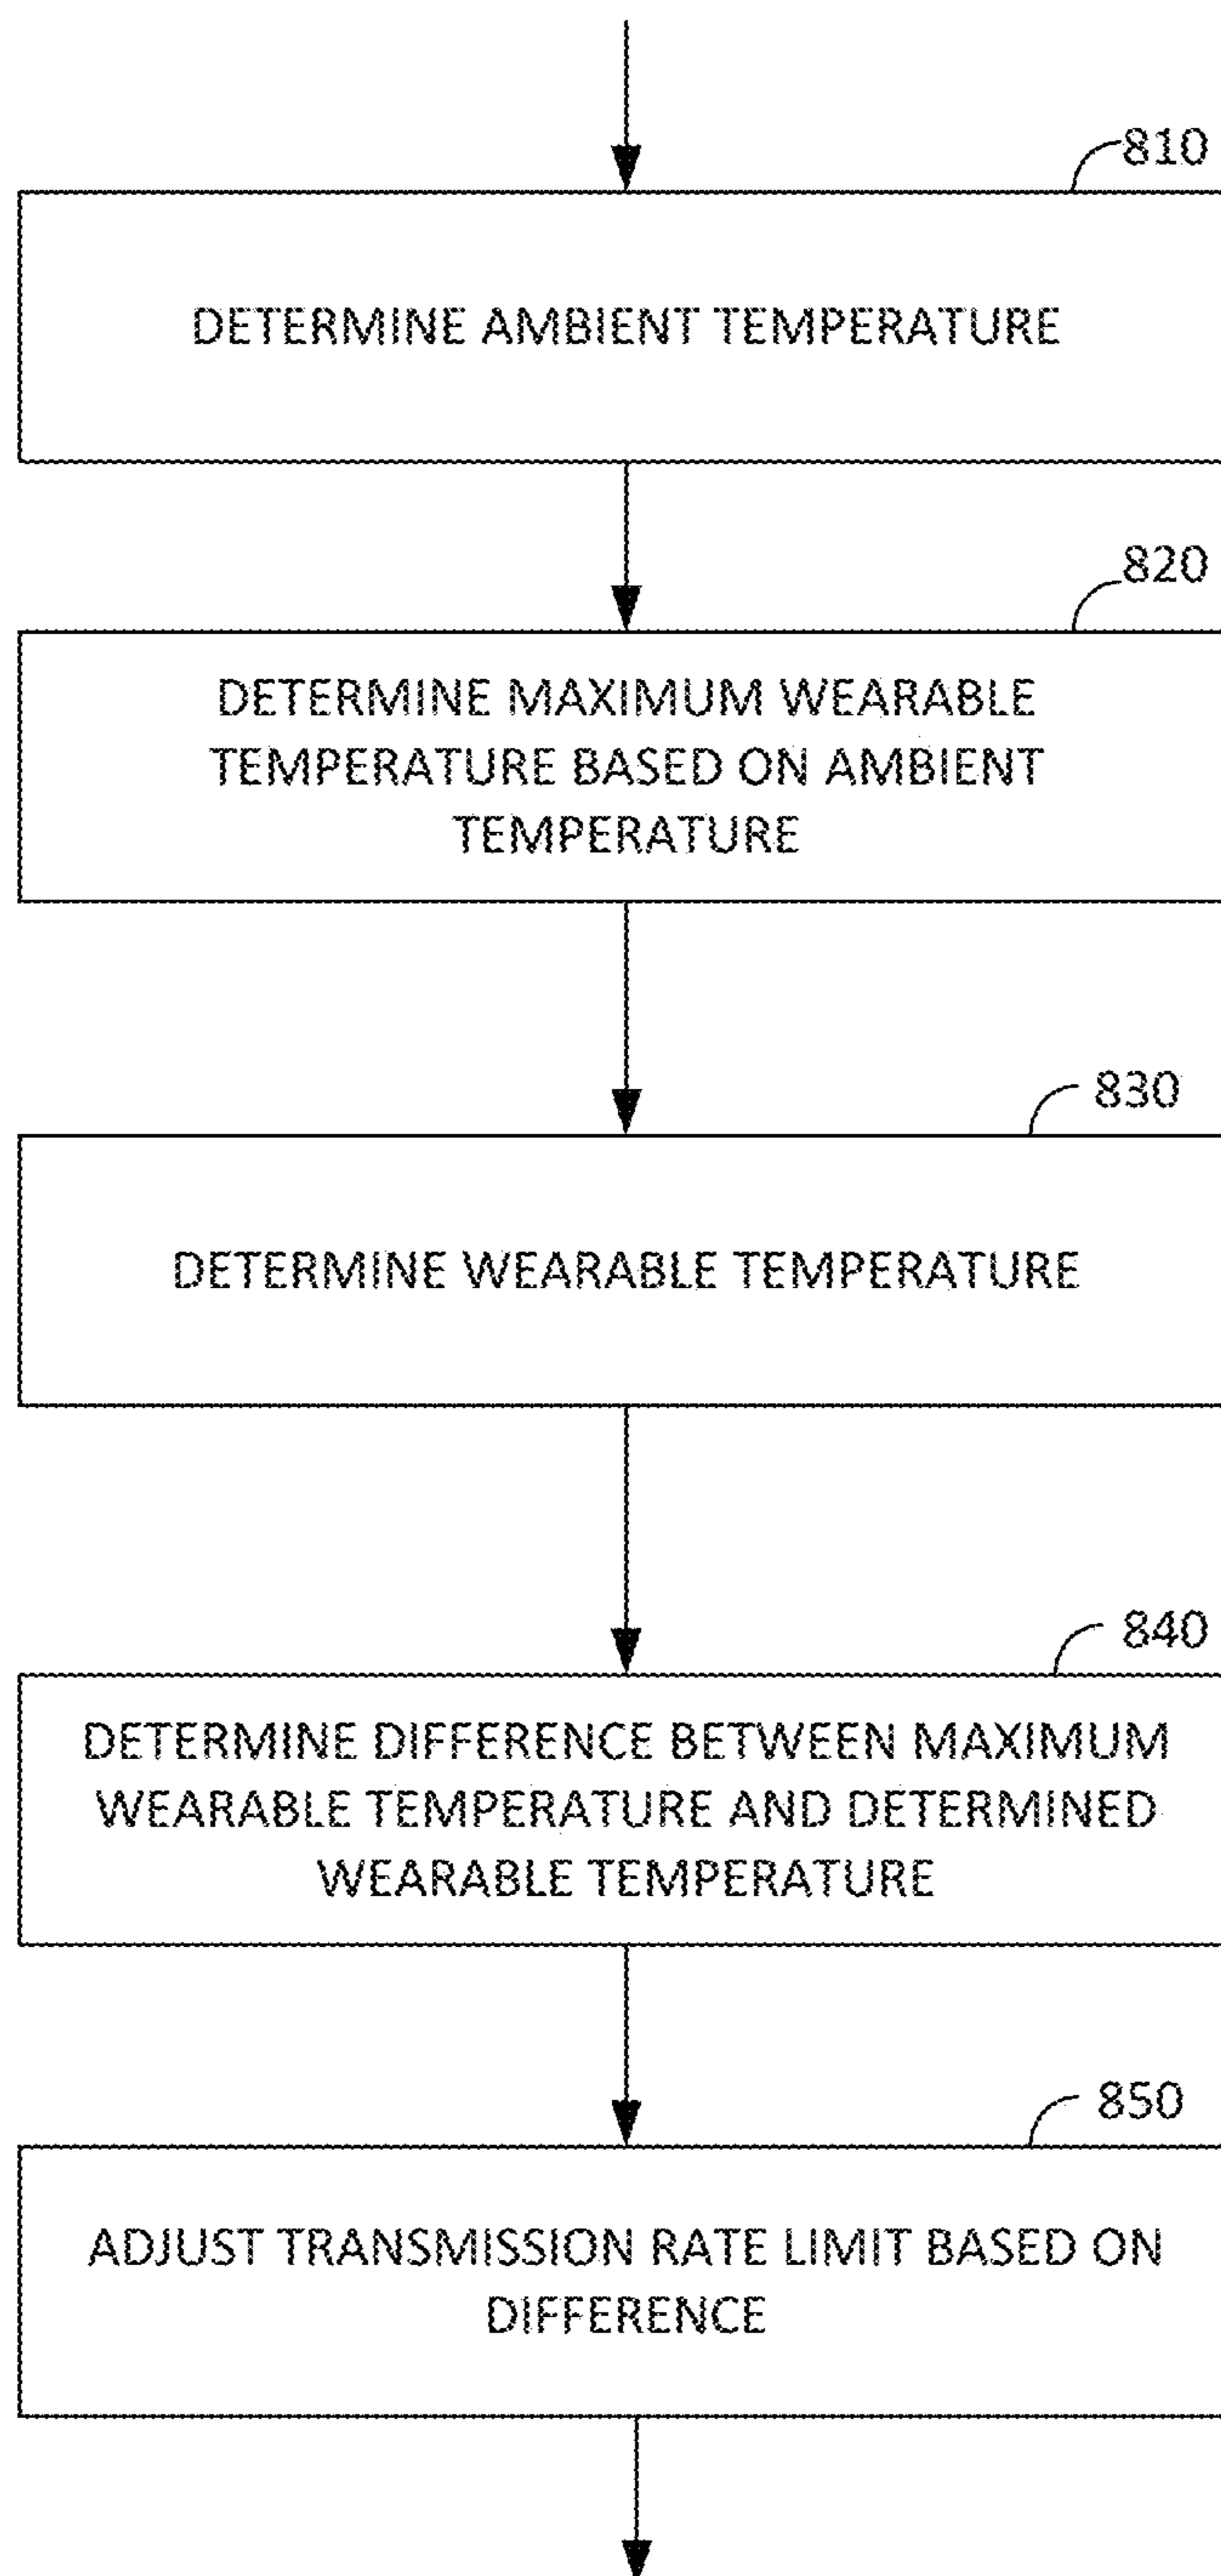 810
DETERMINE AMBIENT TEMPERATURE
820
DETERMINE MAXIMUM WEARABLE
TEMPERATURE BASED ON AMBIENT
TEMPERATURE
830
DETERMINE WEARABLE TEMPERATURE
840
DETERMINE DIFFERENCE BETWEEN MAXIMUM
WEARABLE TEMPERATURE AND DETERMINED
WEARABLE TEMPERATURE
850
ADJUST TRANSMISSION RATE LIMIT BASED ON
DIFFERENCE